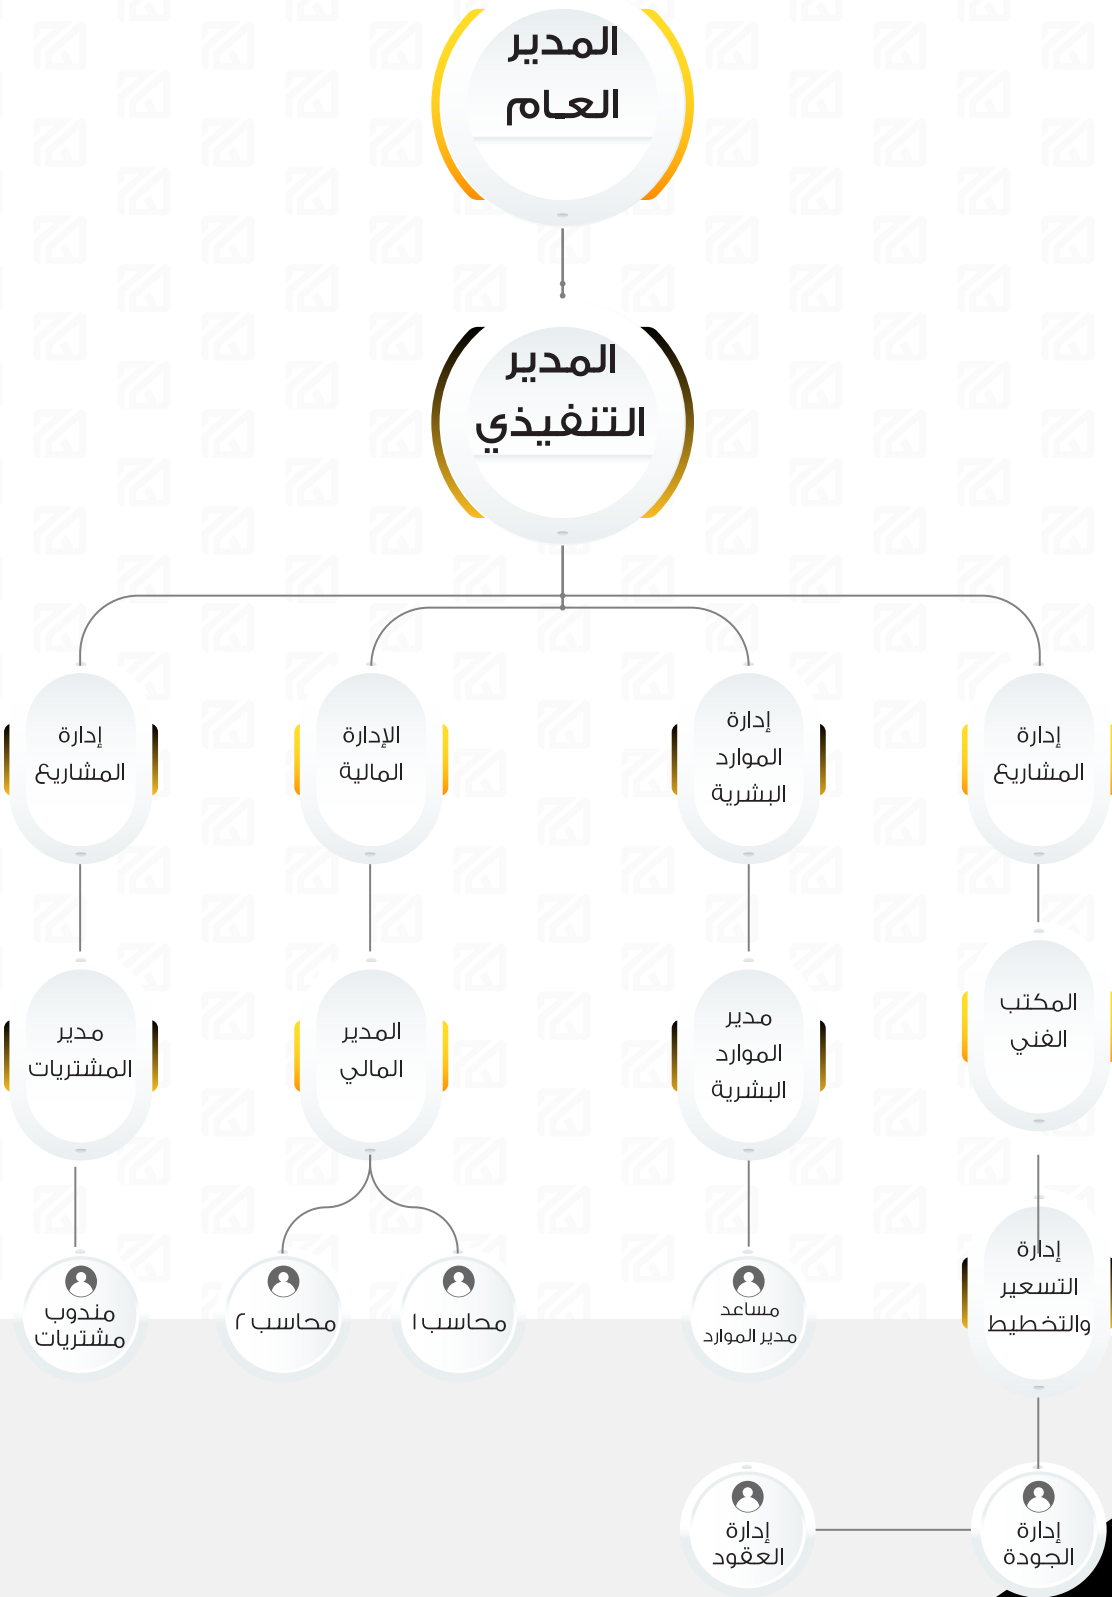 المدير
العـام
المدير
التنفيذي
إدارة
المشاريع
إدارة
الموارد
البشرية
الإدارة
المالية
إدارة
المشاريع
المكتب
الفني
مدير
الموارد
البشرية
المدير
المالي
مدير
المشتريات
إدارة
التسعير
والتخطيط
مساعد
مدير الموارد
محاسب ١
محاسب ٢
مندوب
مشتريات
إدارة
الجودة
إدارة
العقود